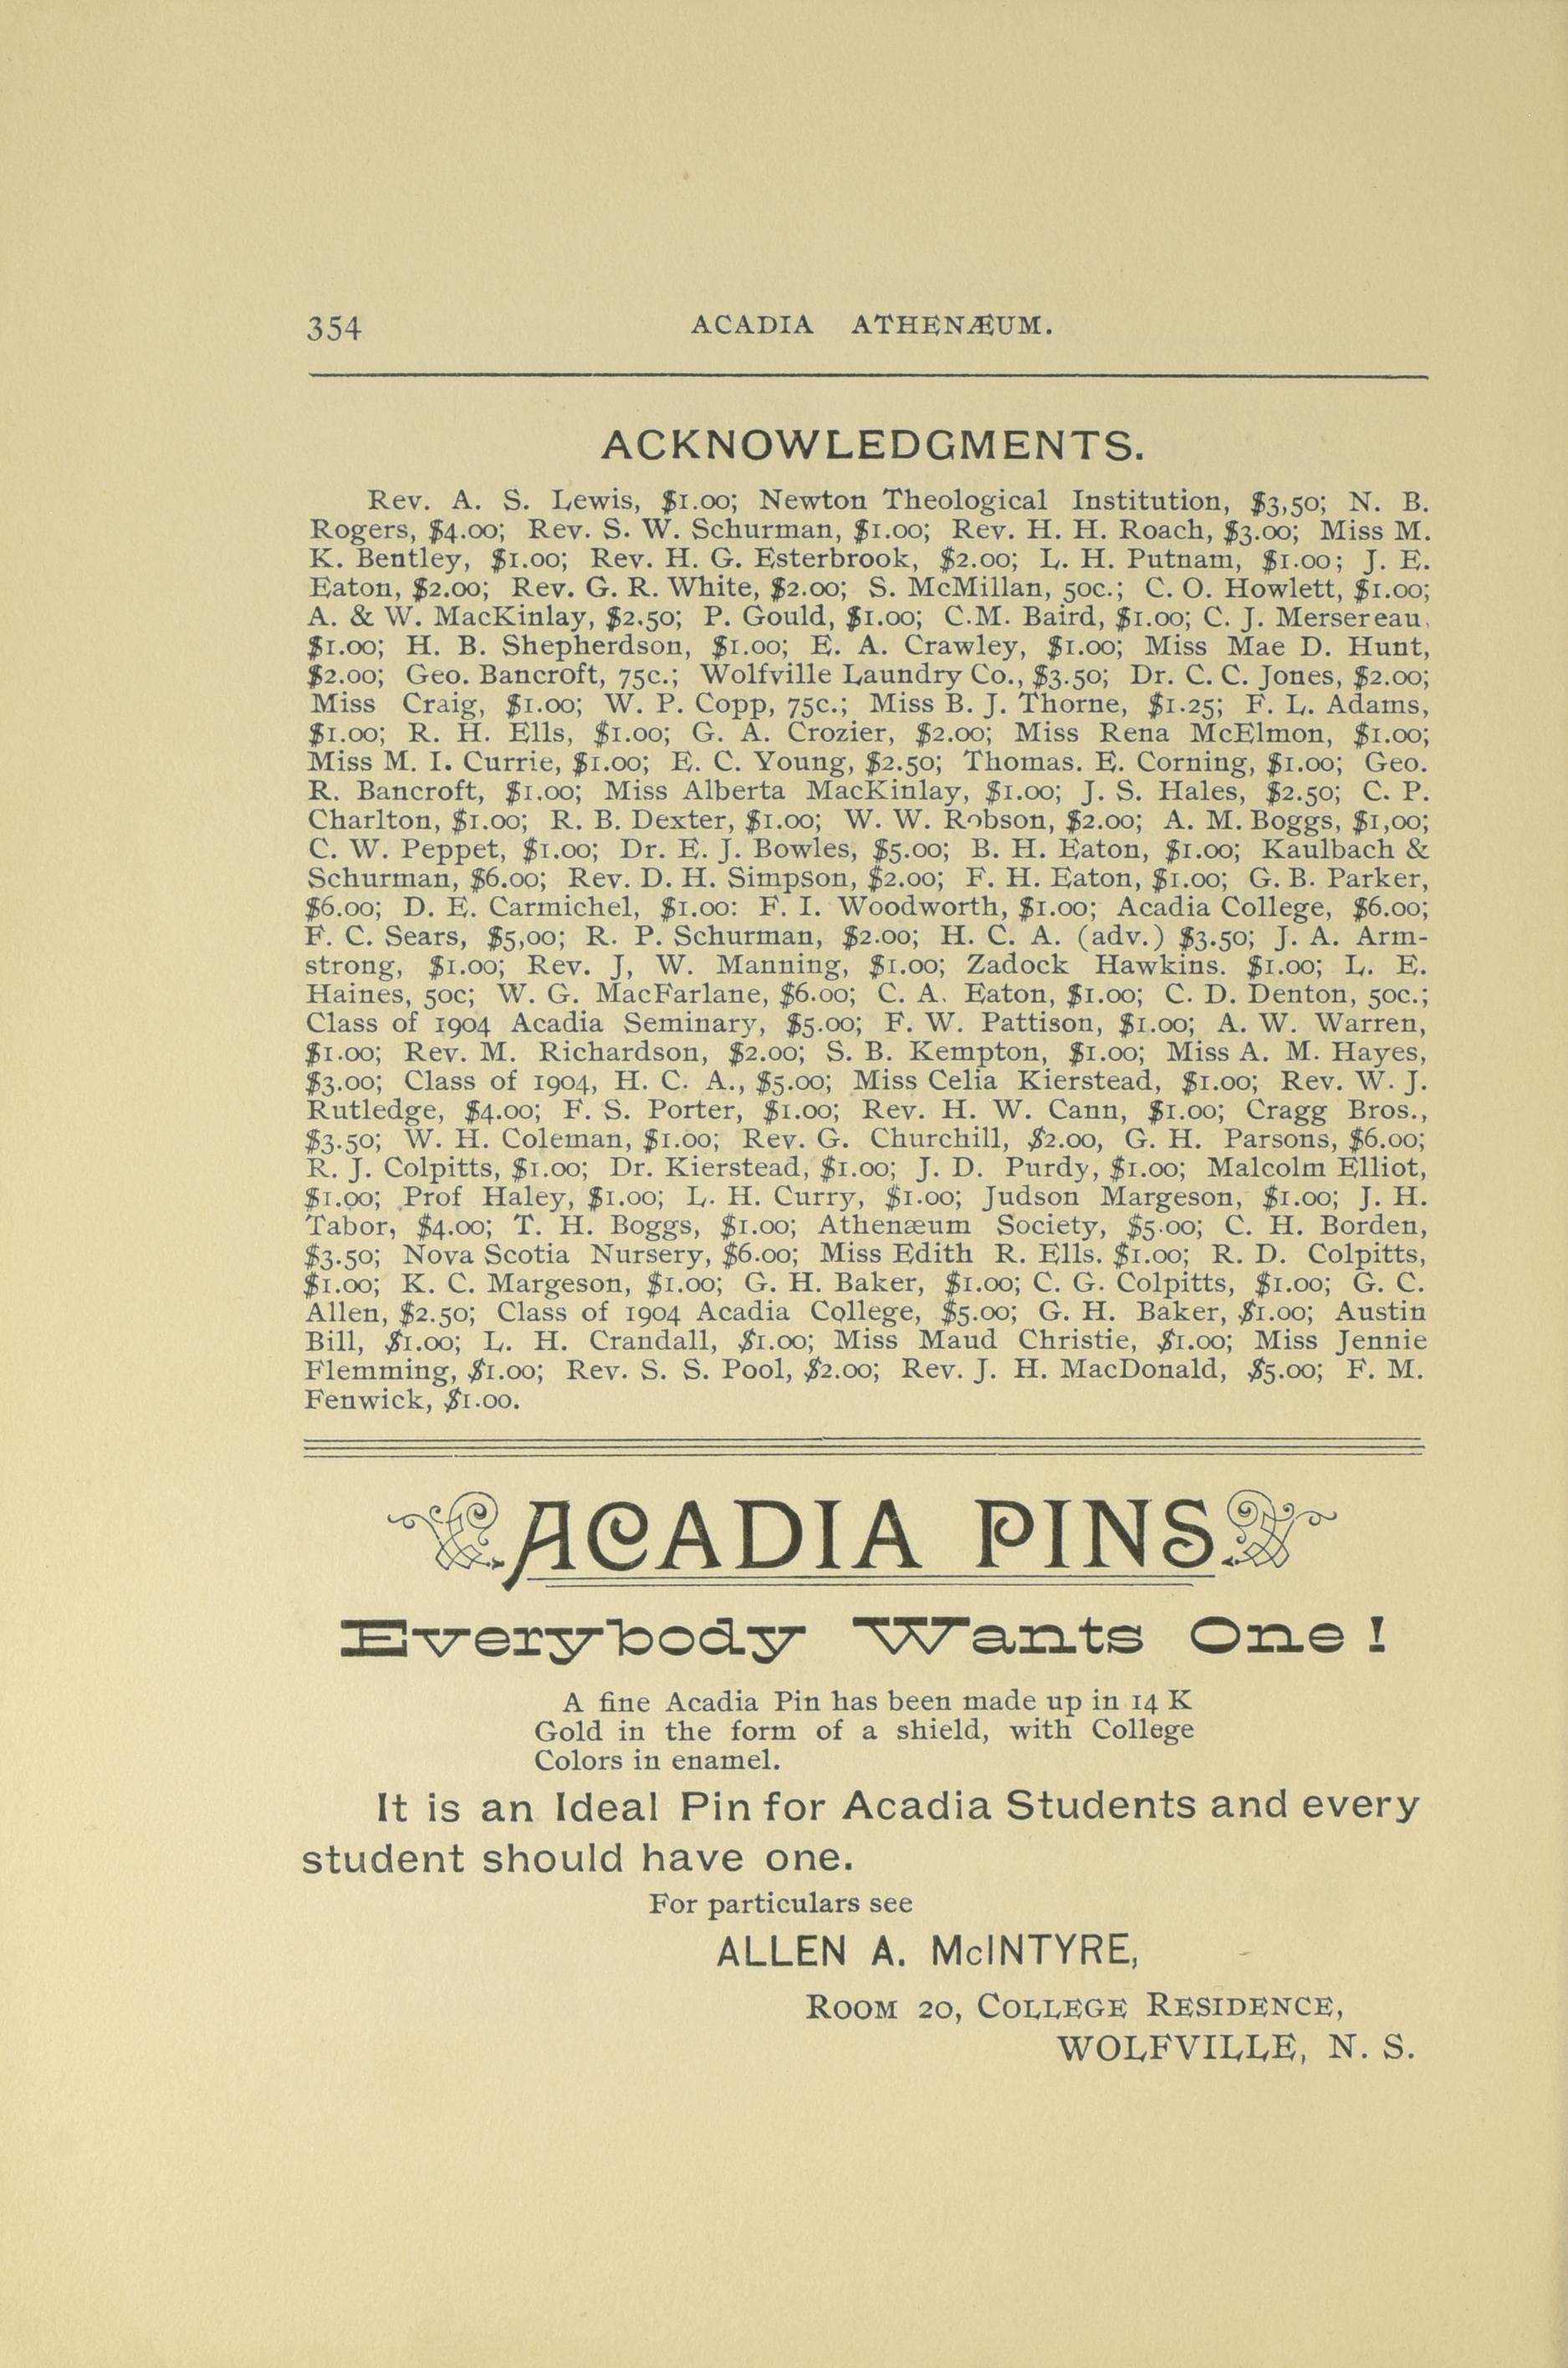 354 ACADIA ATHENÆUM.
ACKNOWLEDGMENTS.
Rev. A. S. Lewis, $1.00; Newton Theological Institution, $3,50; N. B.
Rogers, $4.00; Rev. S. W. Schurman, $1.00; Rev. H. H. Roach, $3.00; Miss M.
K. Bentley, $1.00; Rev. H. G. Esterbrook, $2.00; L. H. Putnam, $1.00; J. E.
Eaton, $2.00; Rev. G. R. White, $2.00; S. McMillan, 50c.; C. O. Howlett, $1.00;
A. & W. MacKinlay, $2.50; P. Gould, $1.00; C.M. Baird, $1.00; C. J. Mersereau,
$1.00; H. B. Shepherdson, $1.00; E. A. Crawley, $1.00; Miss Mae D. Hunt,
$2.00; Geo. Bancroft, 75c.; Wolfville Laundry Co., $3.50; Dr. C. C. Jones, $2.00;
Miss Craig, $1.00; W. P. Copp, 75c.; Miss B. J. Thorne, $1.25; F. L. Adams,
$1.00; R. H. Ells, $1.00; G. A. Crozier, $2.00; Miss Rena McElmon, $1.00;
Miss M. I. Currie, $1.00; E. C. Young, $2.50; Thomas. E. Corning, $1.00; Geo.
R. Bancroft, $1.00; Miss Alberta MacKinlay, $1.00; J. S. Hales, $2.50; C. P.
Charlton, $1.00; R. B. Dexter, $1.00; W. W. Robson, $2.00; A. M. Boggs, $1,00;
C. W. Peppet, $1.00; Dr. E. J. Bowles, $5.00; B. H. Eaton, $1.00; Kaulbach &
Schurman, $6.00; Rev. D. H. Simpson, $2.00; F. H. Eaton, $1.00; G. B. Parker,
$6.00; D. E. Carmichel, $1.00: F. I. Woodworth, $1.00; Acadia College, $6.00;
F. C. Sears, $5,00; R. P. Schurman, $2.00; H. C. A. (adv.) $3.50; J. A. Arm-
strong, $1.00; Rev. J, W. Manning, $1.00; Zadock Hawkins. $1.00; L. E.
Haines, 50c; W. G. MacFarlane, $6.00; C. A. Eaton, $1.00; C. D. Denton, 50c.;
Class of 1904 Acadia Seminary, $5.00; F. W. Pattison, $1.00; A. W. Warren,
$1.00; Rev. M. Richardson, $2.00; S. B. Kempton, $1.00; Miss A. M. Hayes,
$3.00; Class of 1904, H. C. A., $5.00; Miss Celia Kierstead, $1.00; Rev. W. J.
Rutledge, $4.00; F. S. Porter, $1.00; Rev. H. W. Cann, $1.00; Cragg Bros.,
$3.50; W. H. Coleman, $1.00; Rev. G. Churchill, $2.00, G. H. Parsons, $6.00;
R. J. Colpitts, $1.00; Dr. Kierstead, $1.00; J. D. Purdy, $1.00; Malcolm Elliot,
$1.00; Prof Haley, $1.00; L. H. Curry, $1.00; Judson Margeson, $1.00; J. H.
Tabor, $4.00; T. H. Boggs, $1.00; Athenæum Society, $5.00; C. H. Borden,
$3.50; Nova Scotia Nursery, $6.00; Miss Edith R. Ells. $1.00; R. D. Colpitts,
$1.00; K. C. Margeson, $1.00; G. H. Baker, $1.00; C. G. Colpitts, $1.00; G. C.
Allen, $2.50; Class of 1904 Acadia College, $5.00; G. H. Baker, $1.00; Austin
Bill, $1.00; L. H. Crandall, $1.00; Miss Maud Christie, $1.00; Miss Jennie
Flemming, $1.00; Rev. S. S. Pool, $2.00; Rev. J. H. MacDonald, $5.00; F. M.
Fenwick, $1.00.
ACADIA PINS
Everybody Wants One!
A fine Acadia Pin has been made up in 14 K
Gold in the form of a shield, with College
Colors in enamel.
It is an Ideal Pin for Acadia Students and every
student should have one.
For particulars see
ALLEN A. McINTYRE,
ROOM 20, COLLEGE RESIDENCE,
WOLFVILLE, N. S.